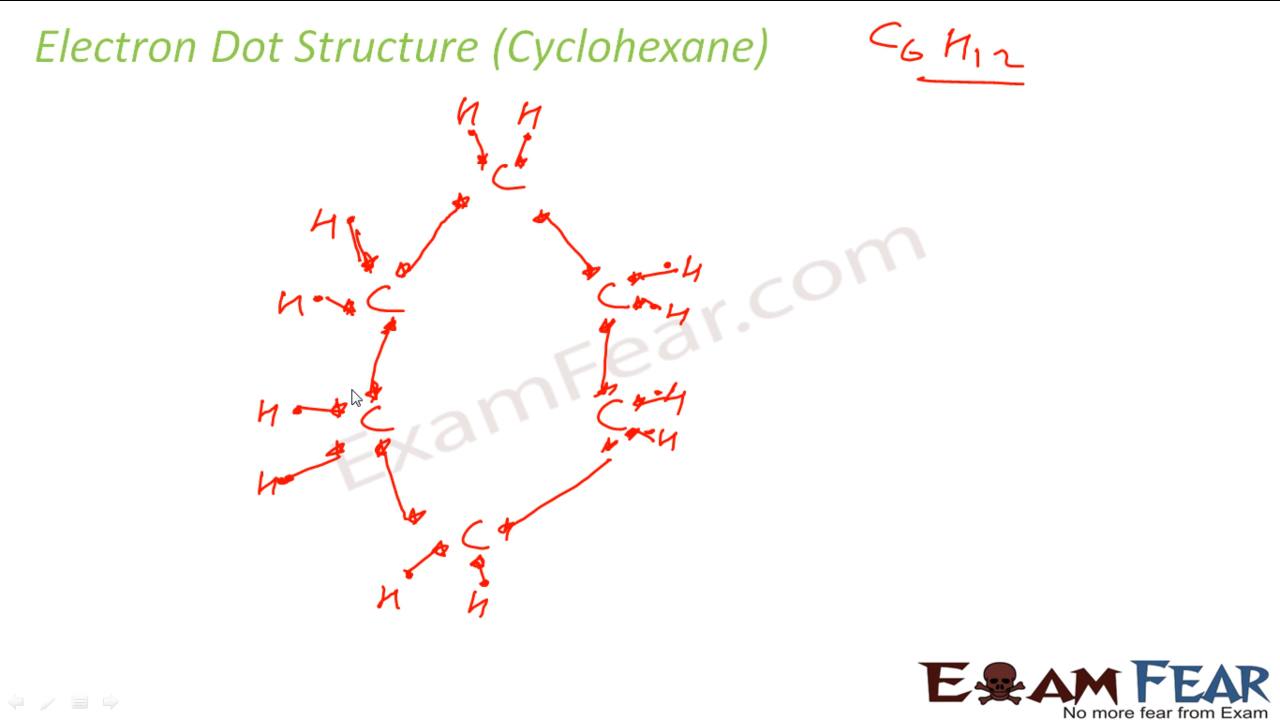 Electron Dot Structure (Cyclohexane)
C6 H12
H H
C
H
H C
C H
H
H C
C H
H
H
C
H H
ExamFear.com
EXAM FEAR
No more fear from Exam